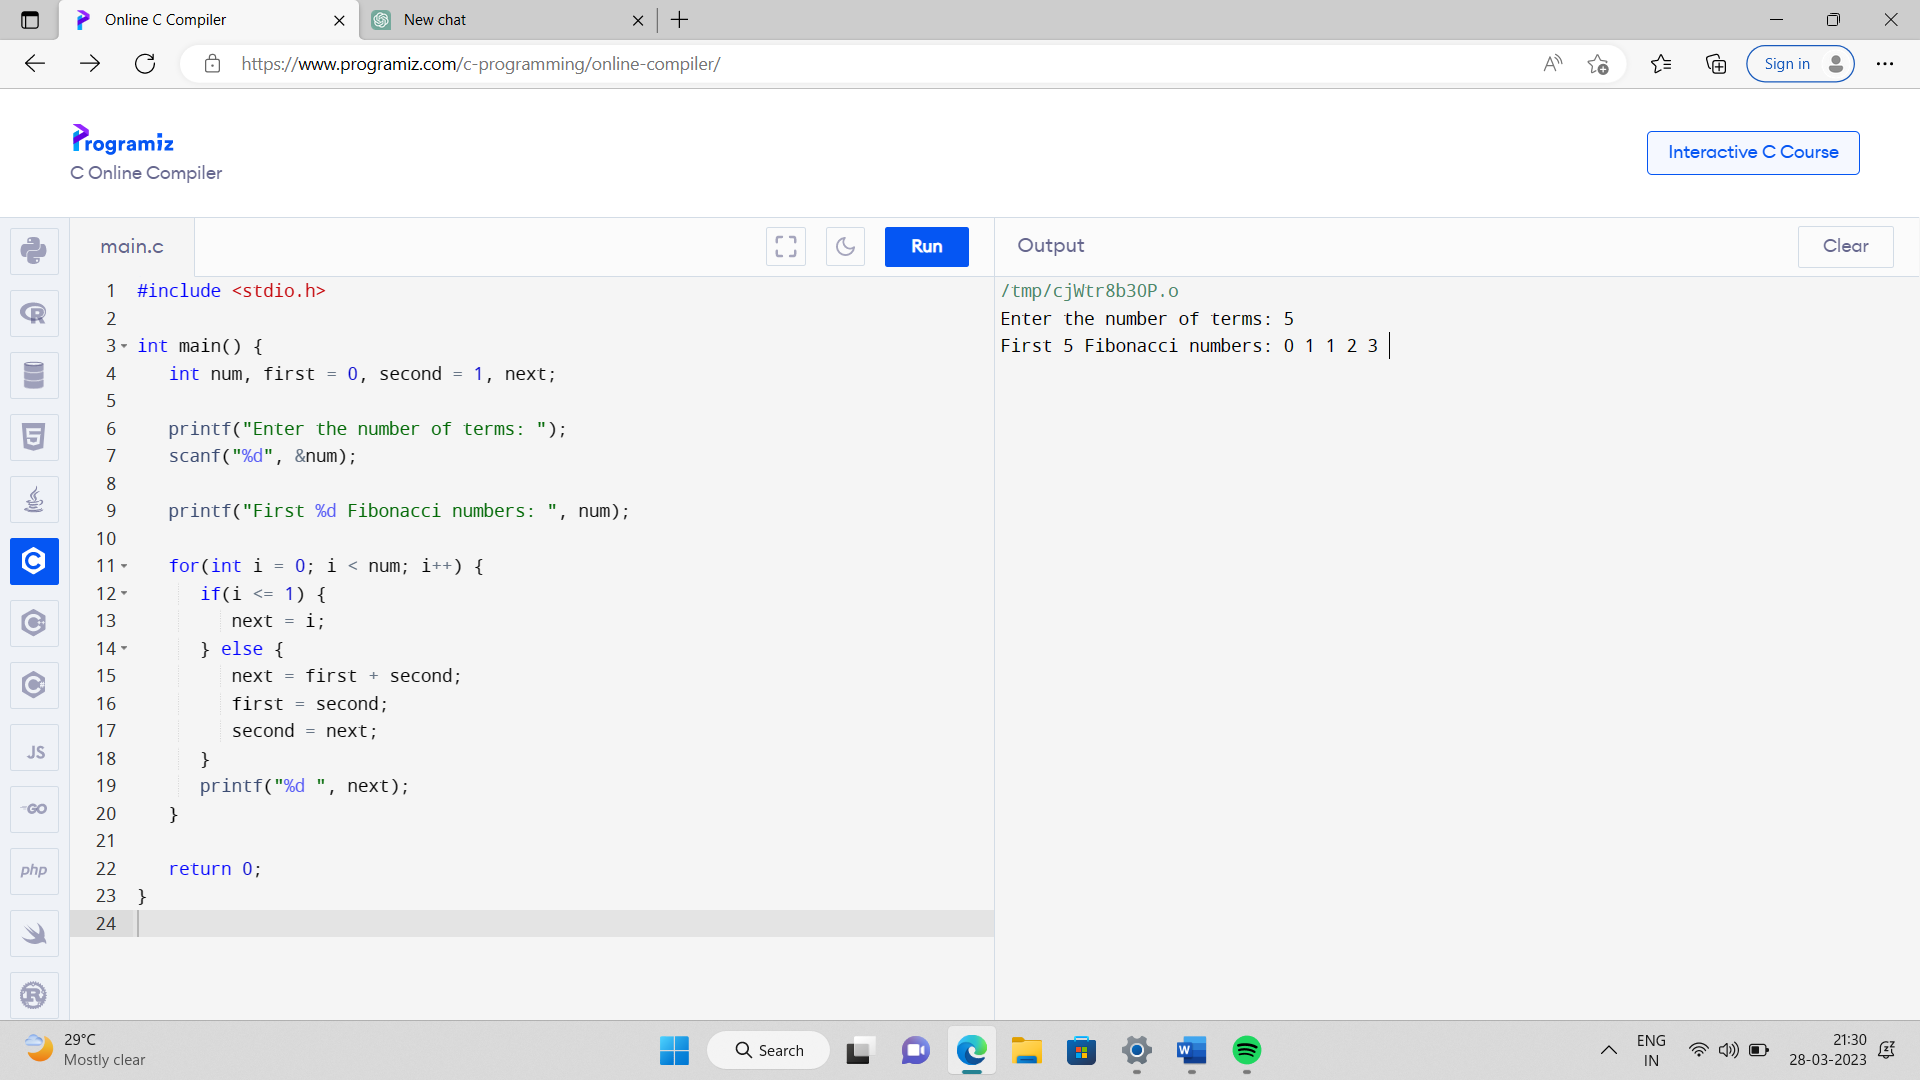 Online C Compiler
New chat
https://www.programiz.com/c-programming/online-compiler/
Sign in
Programiz
C Online Compiler
Interactive C Course
main.c
Run
Output
Clear
1 #include <stdio.h>
2
3 int main() {
4 int num, first = 0, second = 1, next;
5
6 printf("Enter the number of terms: ");
7 scanf("%d", &num);
8
9 printf("First %d Fibonacci numbers: ", num);
10
11 for(int i = 0; i < num; i++) {
12 if(i <= 1) {
13 next = i;
14 } else {
15 next = first + second;
16 first = second;
17 second = next;
18 }
19 printf("%d ", next);
20 }
21
22 return 0;
23 }
24
/tmp/cjWtr8b3OP.o
Enter the number of terms: 5
First 5 Fibonacci numbers: 0 1 1 2 3
JS
GO
php
29°C
Mostly clear
Search
ENG
IN
21:30
28-03-2023